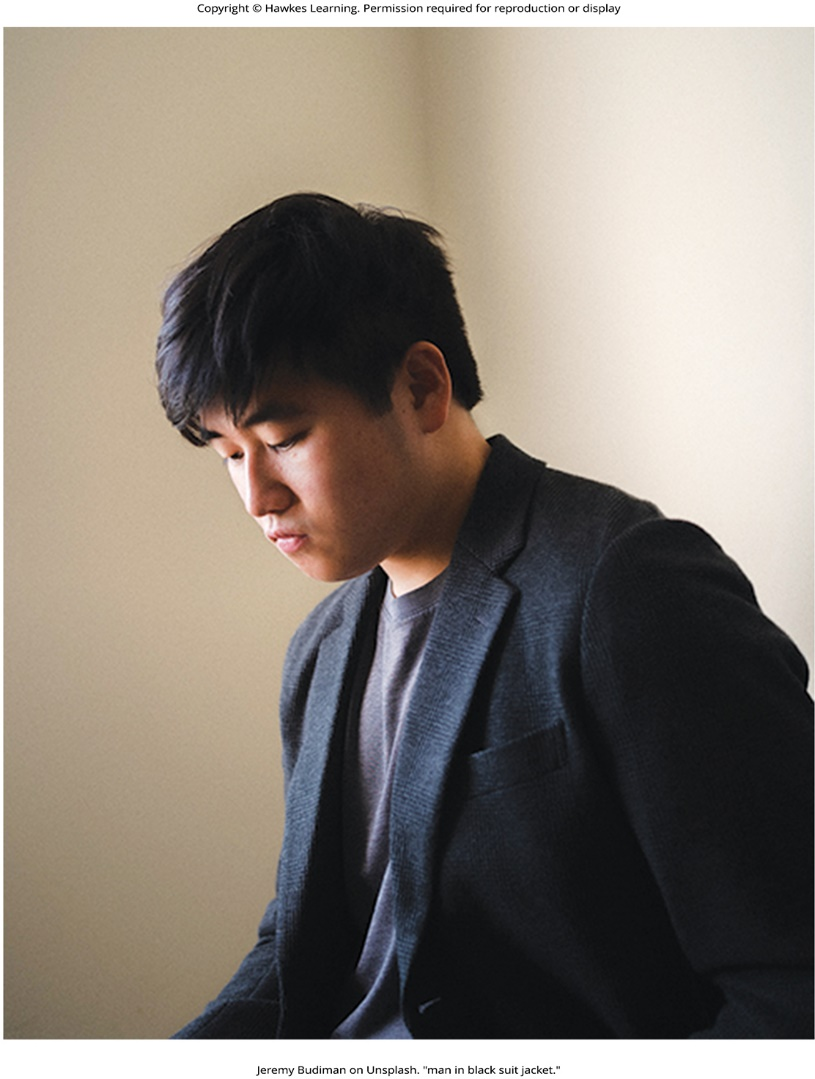 Copyright © Hawkes Learning. Permission required for reproduction or display
Jeremy Budiman on Unsplash. "man in black suit jacket."